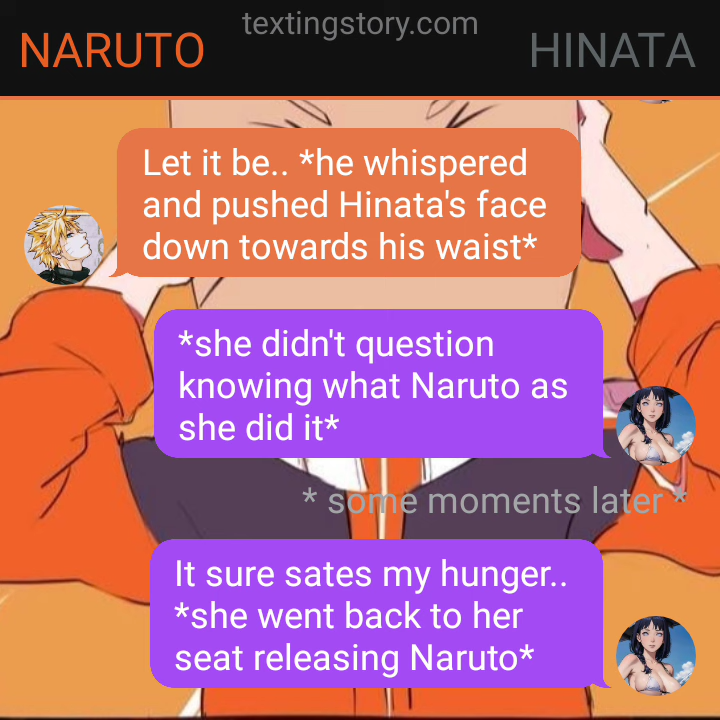 textingstory.com
NARUTO
HINATA
Let it be.. *he whispered
and pushed Hinata's face
down towards his waist*
*she didn't question
knowing what Naruto as
she did it*
* some moments later *
It sure sates my hunger..
*she went back to her
seat releasing Naruto*